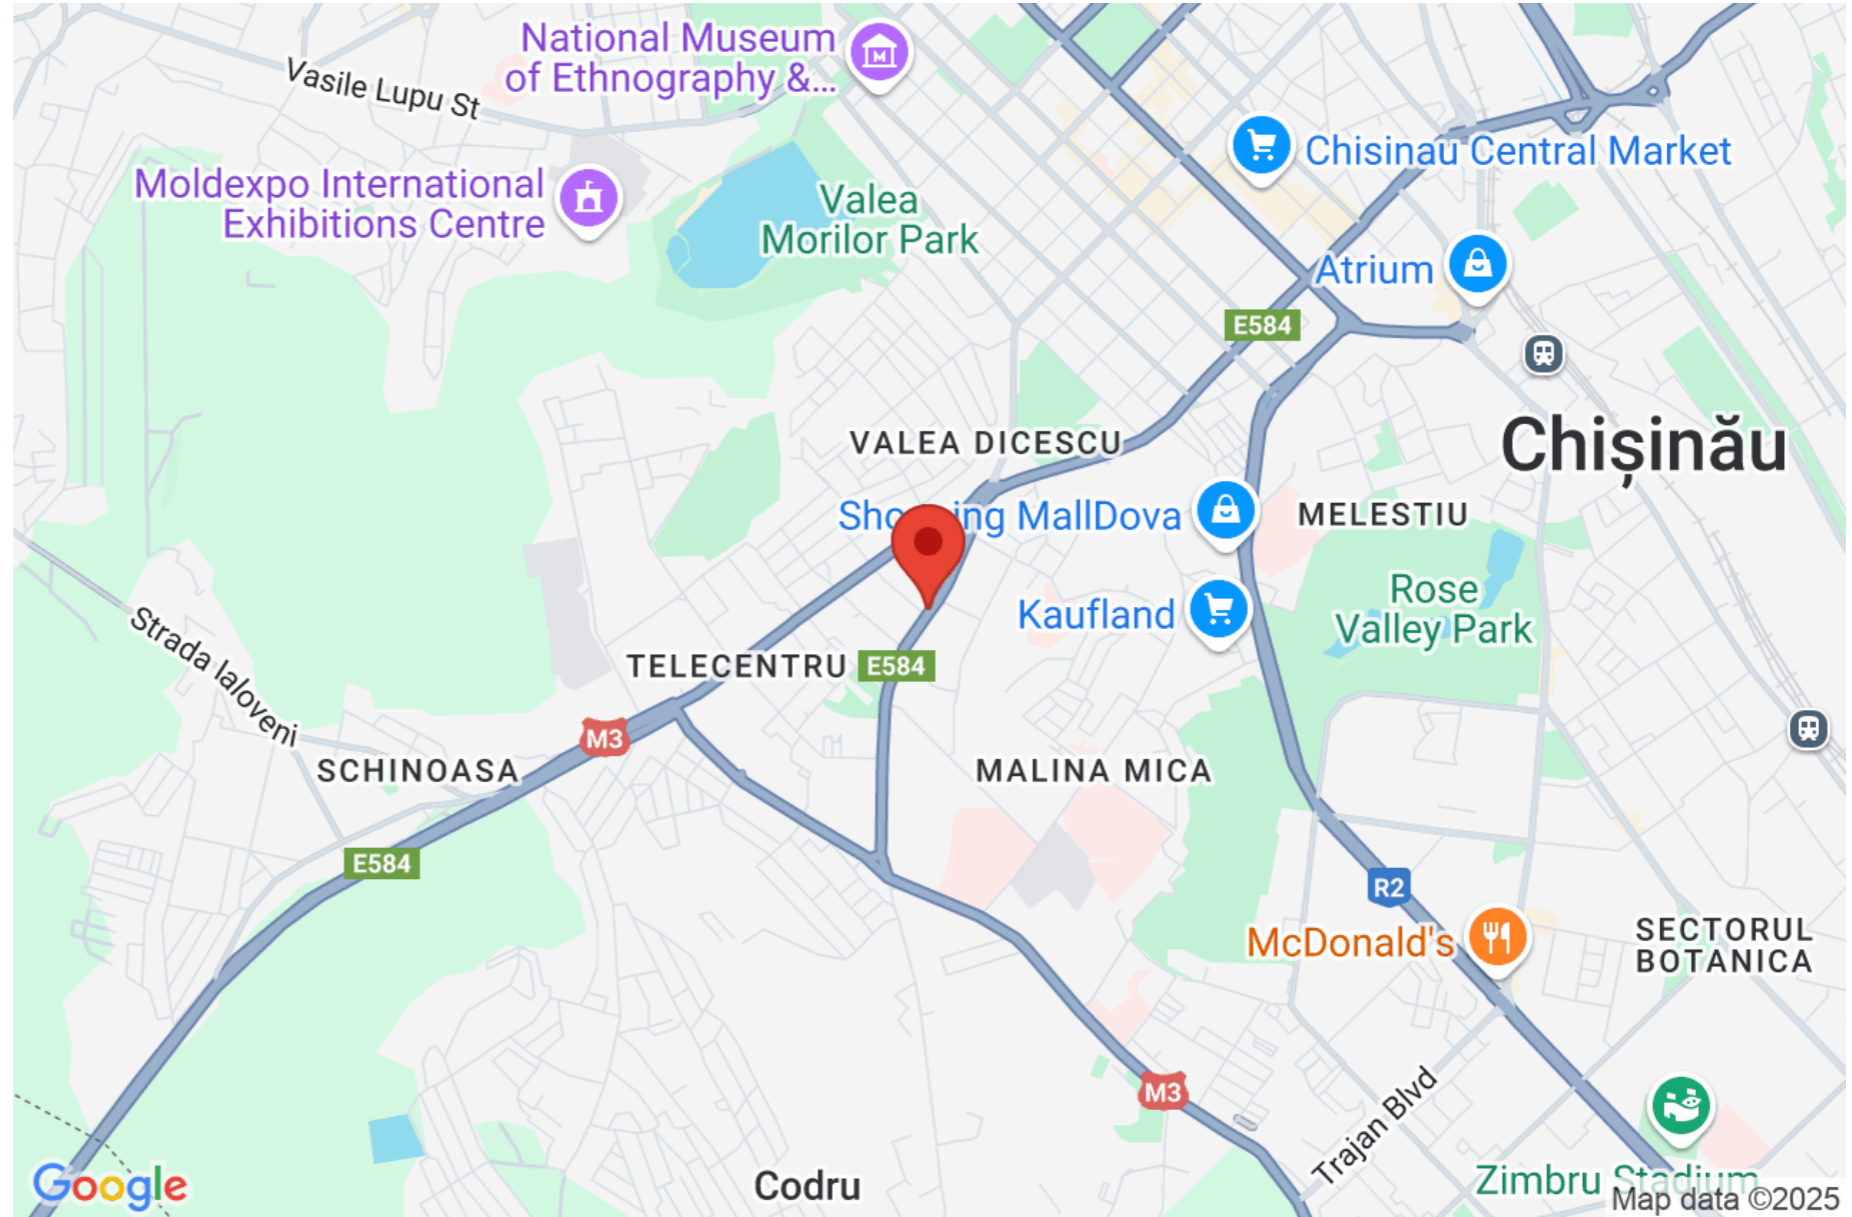 National Museum
of Ethnography &...
Vasile Lupu St
Chisinau Central Market
Moldexpo International
Exhibitions Centre
Valea
Morilor Park
Atrium
E584
VALEA DICESCU
Chișinău
Sho
ing MallDova
MELESTIU
Rose
Valley Park
Kaufland
Strada Ialoveni
TELECENTRU
E584
M3
SCHINOASA
MALINA MICA
E584
R2
McDonald's
SECTORUL
BOTANICA
M3
Trajan Blvd
Codru
Zimbru Stadium
Google
Map data ©2025